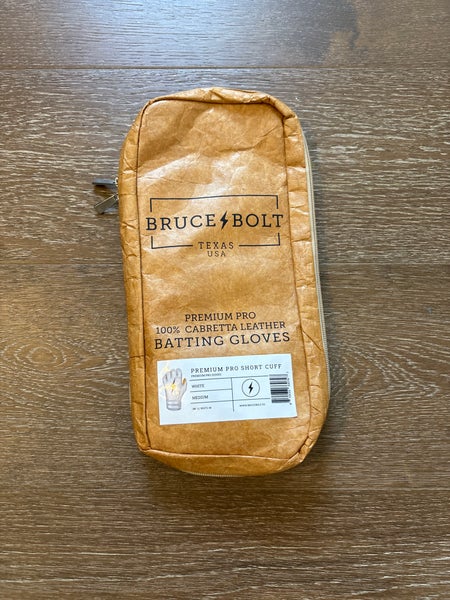 BRUCE BOLT
TEXAS
USA
PREMIUM PRO
100% CABRETTA LEATHER
BATTING GLOVES
PREMIUM PRO SHORT CUFF
WHITE
MEDIUM